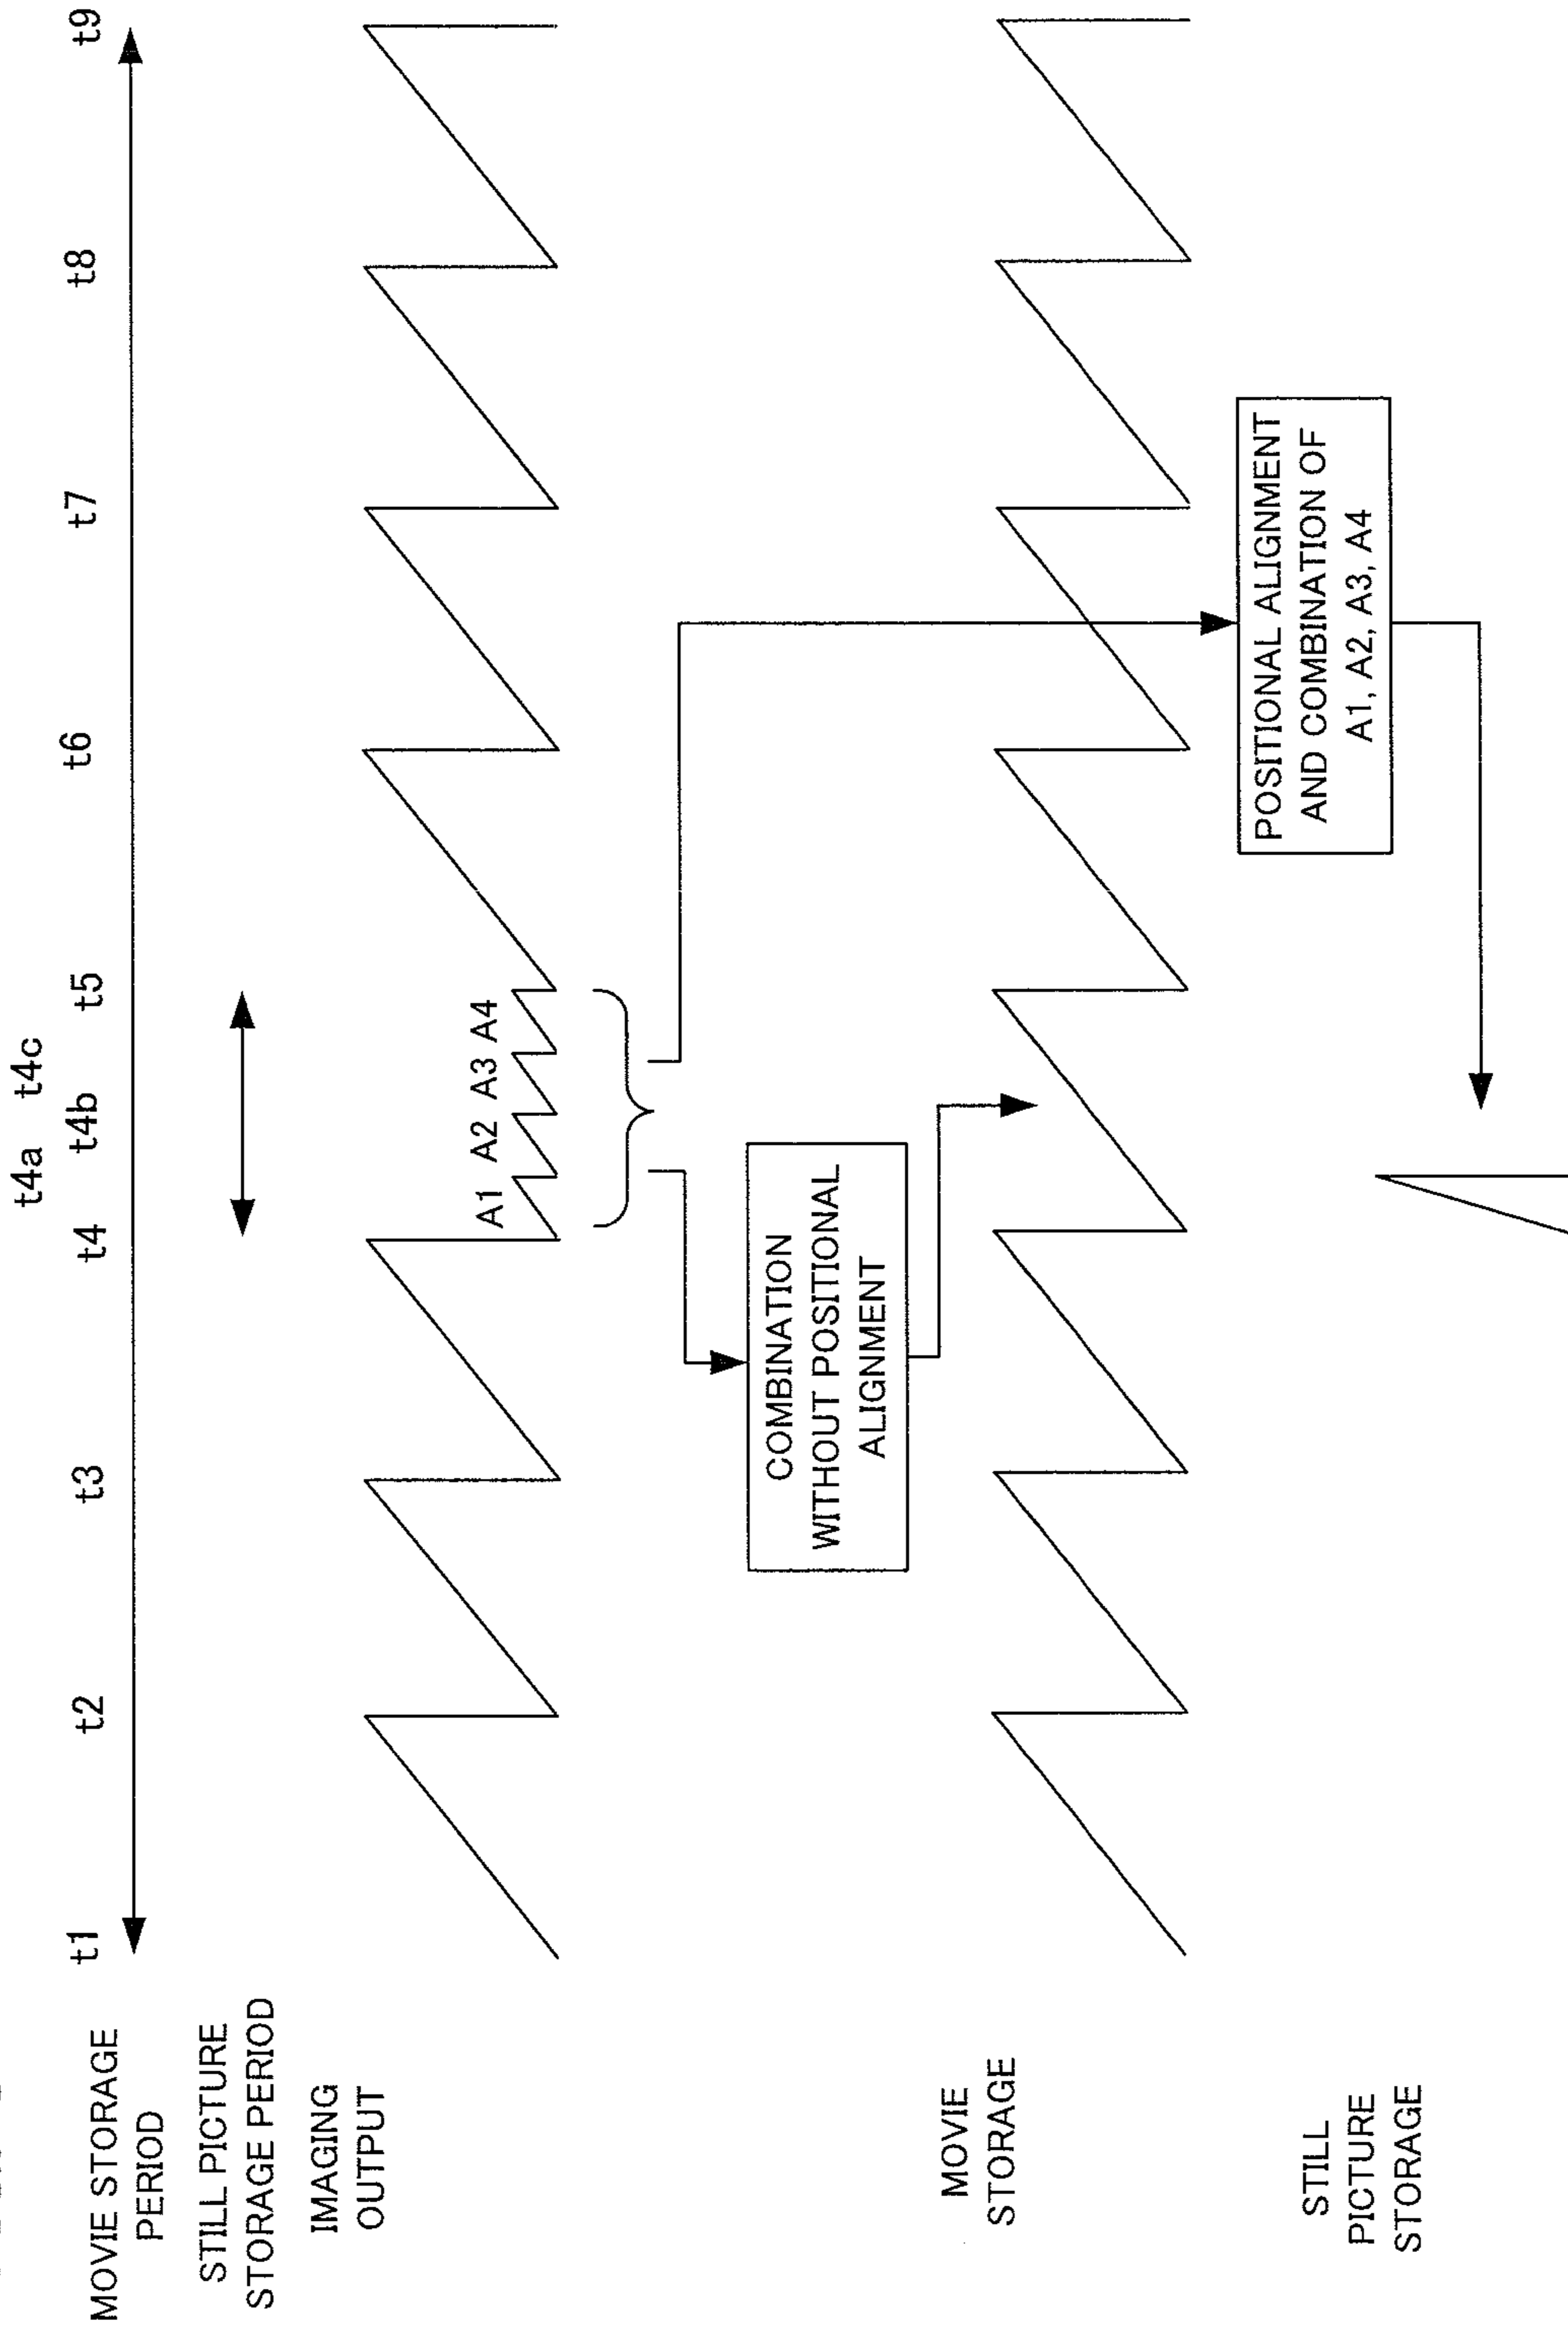 t4a t4c
t1 t2 t3 t4 t4b t5 t6 t7 t8 t9
MOVIE STORAGE
PERIOD
STILL PICTURE
STORAGE PERIOD
IMAGING
OUTPUT
A1 A2 A3 A4
COMBINATION
WITHOUT POSITIONAL
ALIGNMENT
MOVIE
STORAGE
POSITIONAL ALIGNMENT
AND COMBINATION OF
A1, A2, A3, A4
STILL
PICTURE
STORAGE